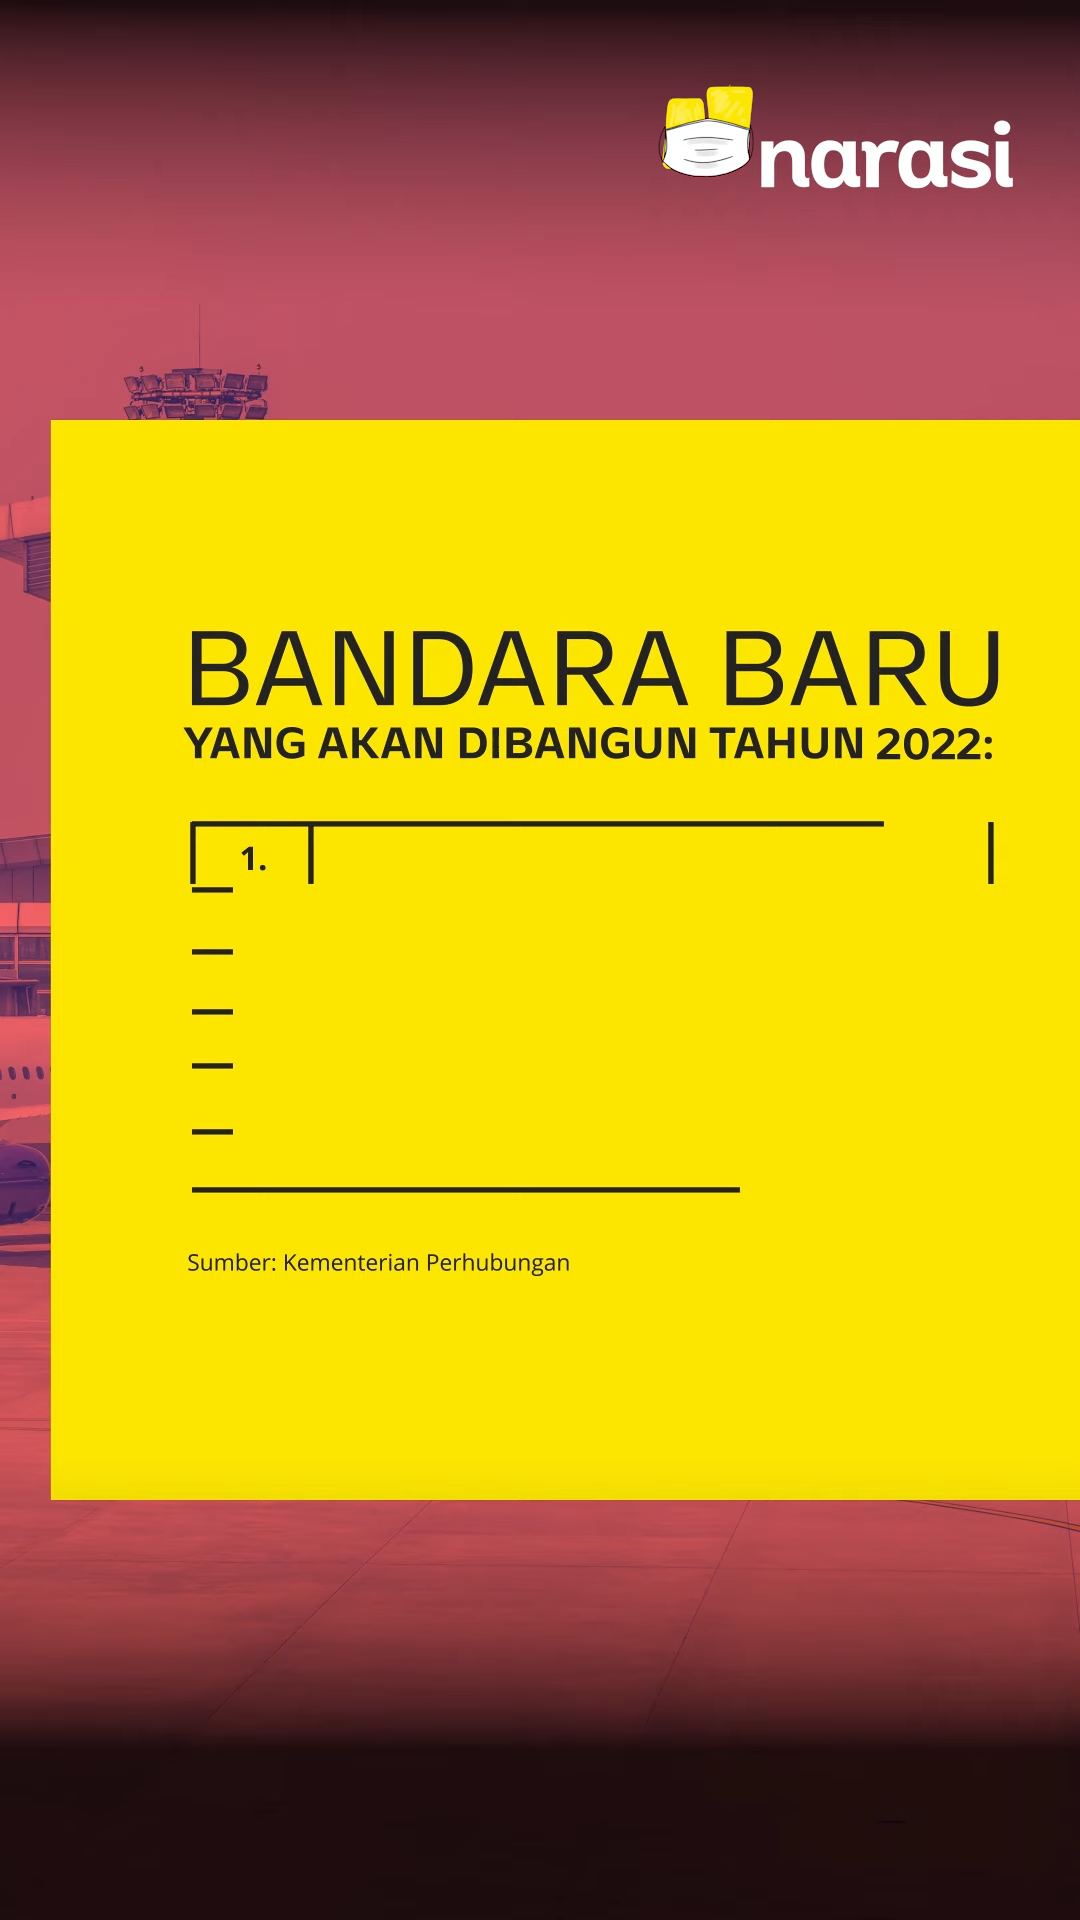 narasi
BANDARA BARU
YANG AKAN DIBANGUN TAHUN 2022:
1.
Sumber: Kementerian Perhubungan